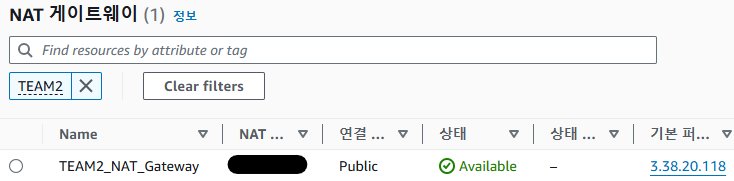 NAT 게이트웨이 (1) 정보
Find resources by attribute or tag
TEAM2 Clear filters
Name NAT ... 연결 ... 상태 상태 ... 기본 퍼...
TEAM2_NAT_Gateway Public Available – 3.38.20.118